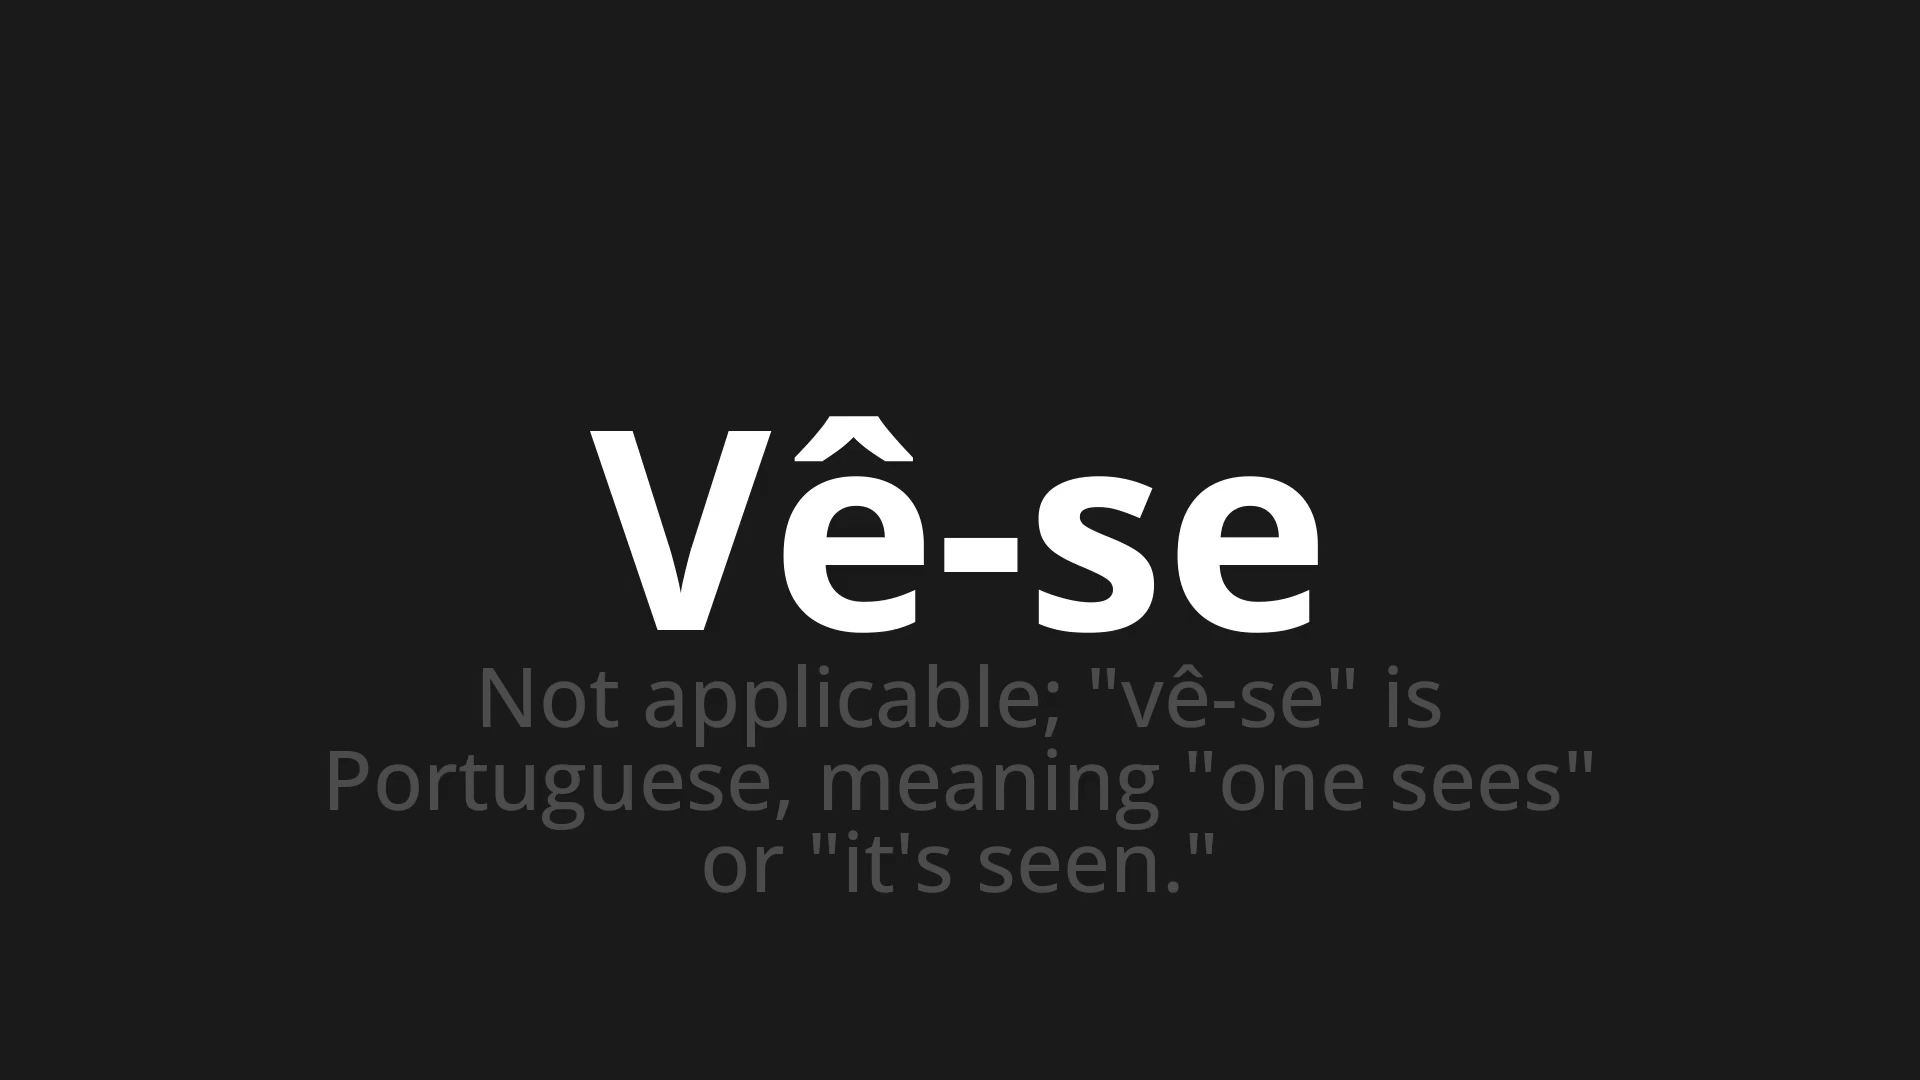 Vê-se
Not applicable; "vê-se" is
Portuguese, meaning "one sees"
or "it's seen."